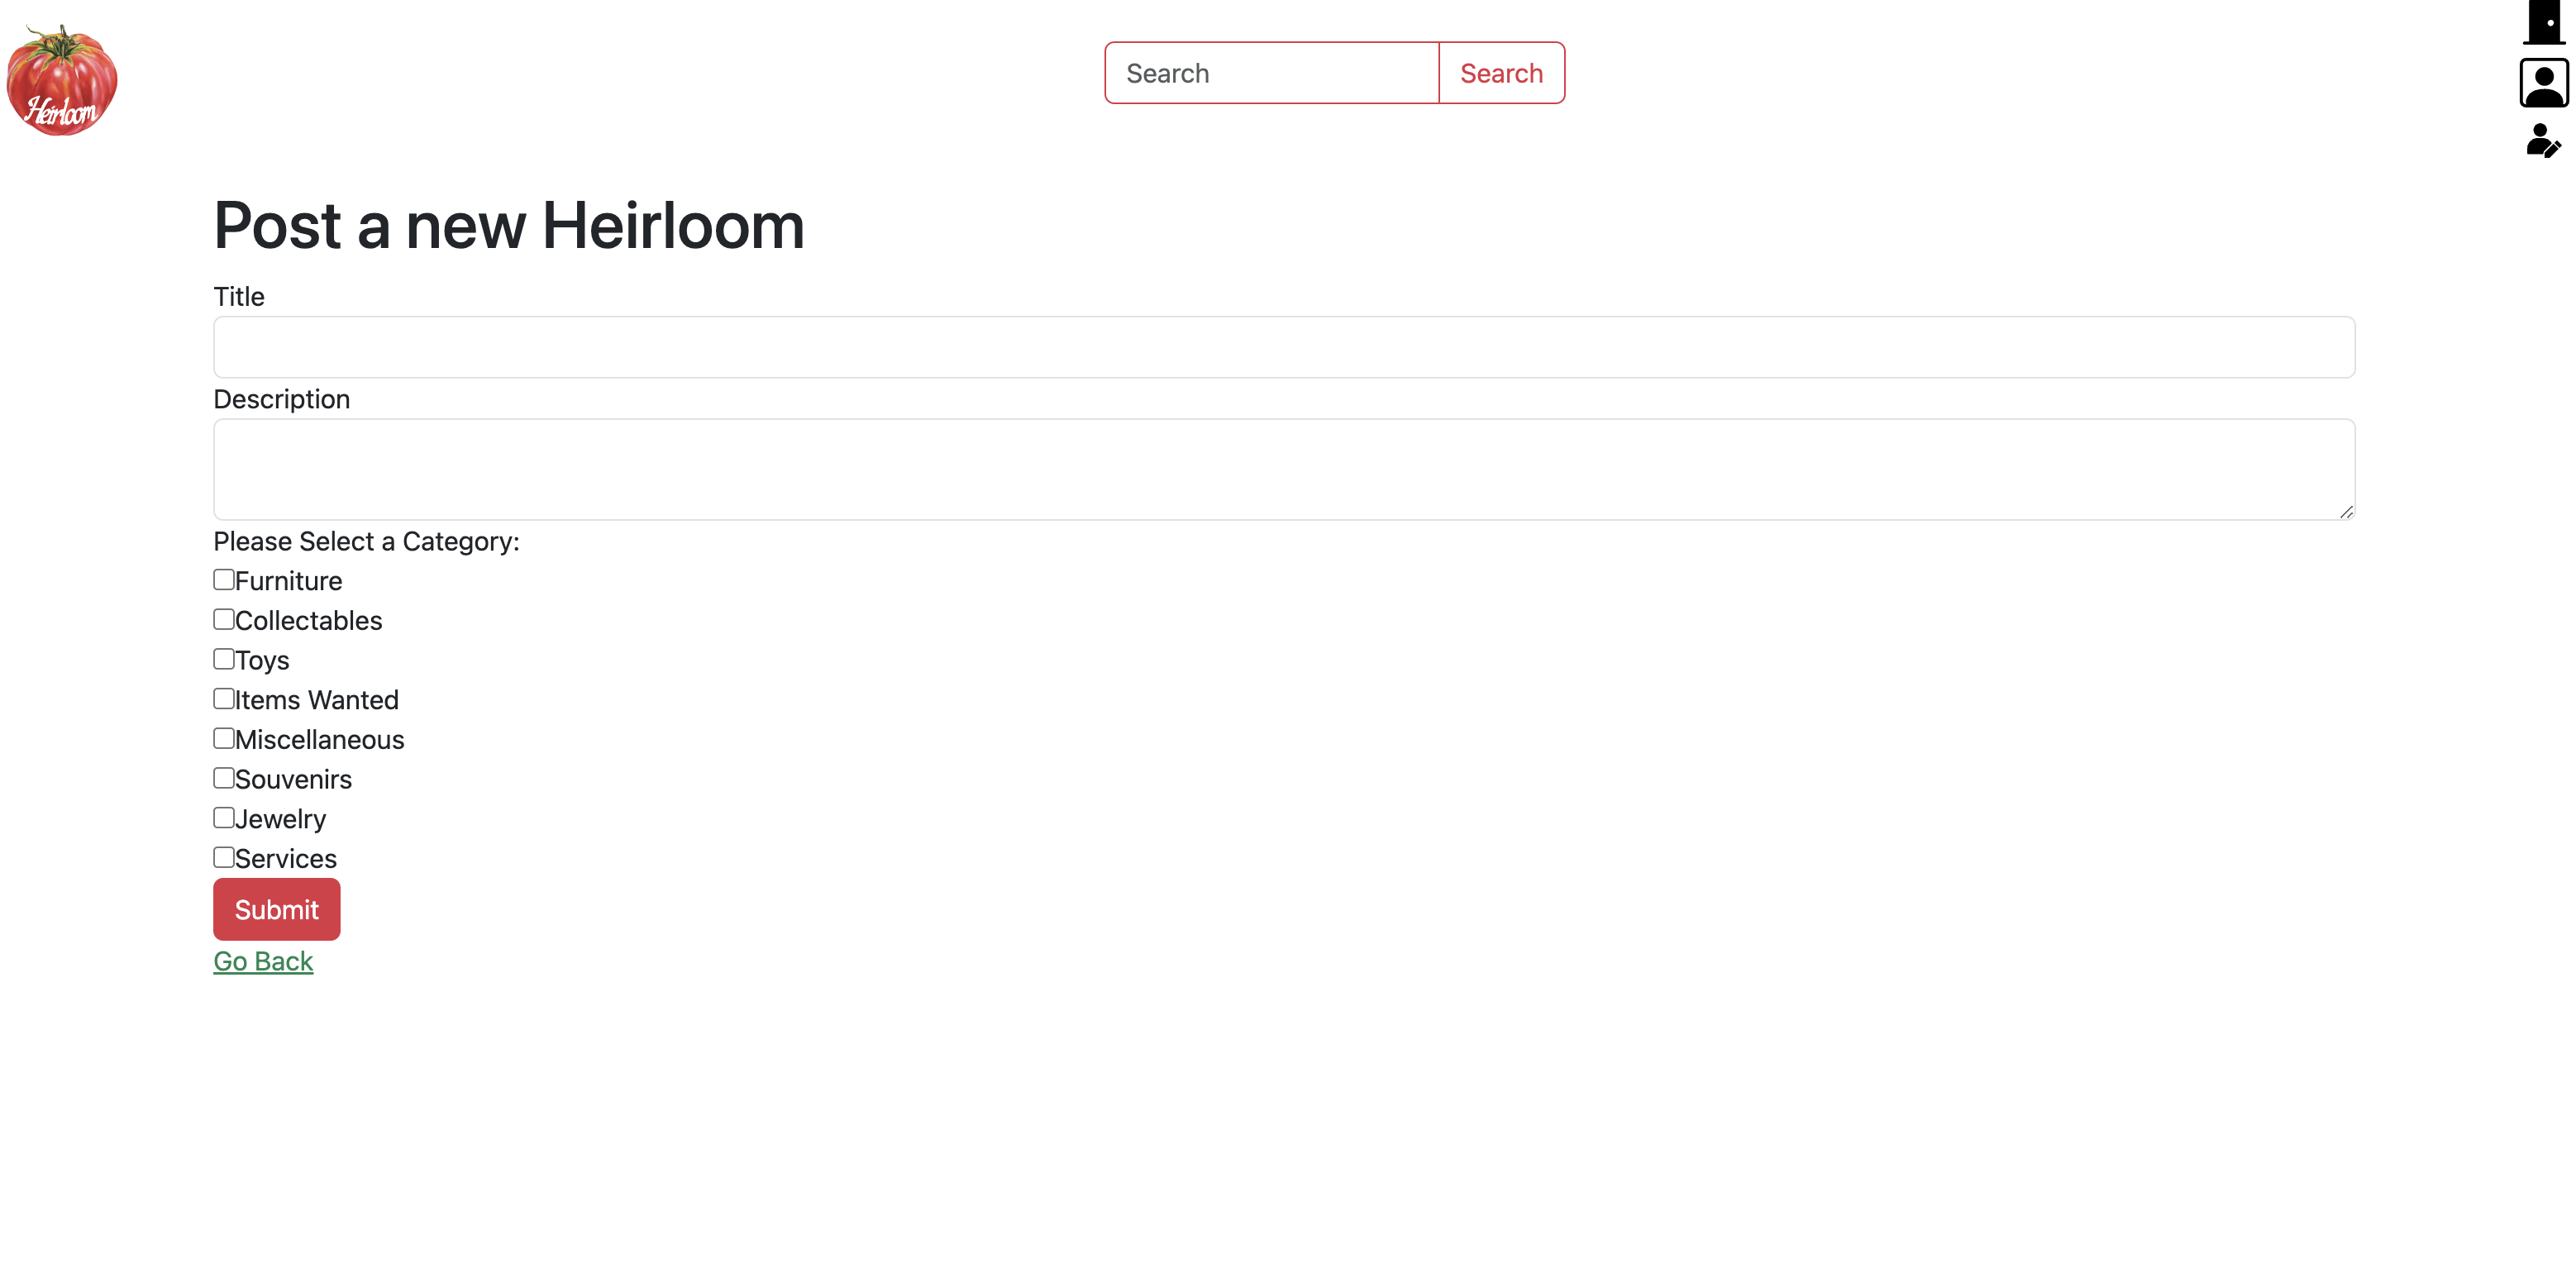 Heirloom
Search Search
Post a new Heirloom
Title
Description
Please Select a Category:
Furniture
Collectables
Toys
Items Wanted
Miscellaneous
Souvenirs
Jewelry
Services
Submit
Go Back